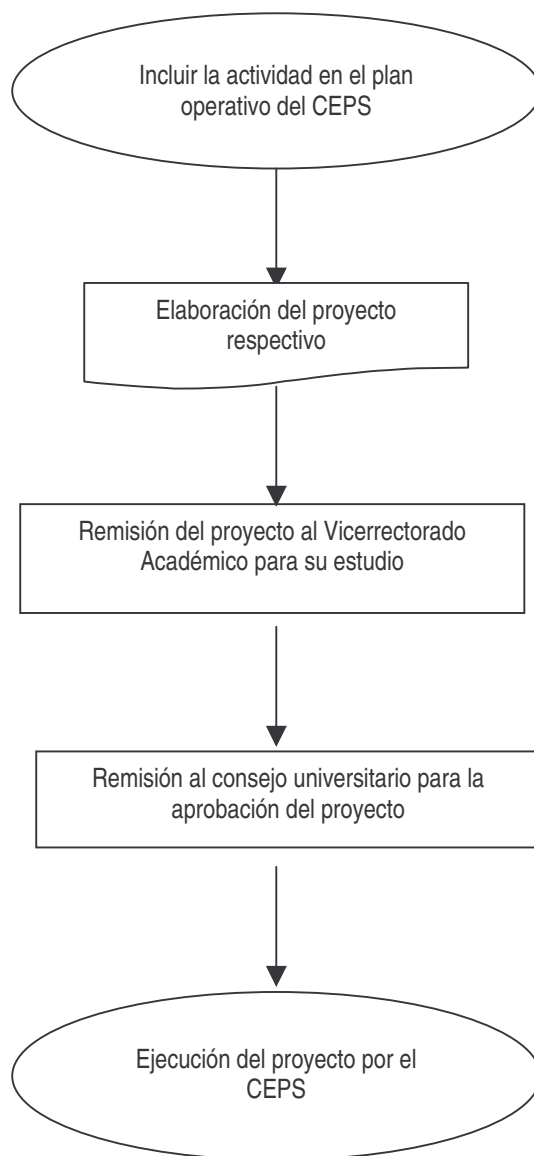 Incluir la actividad en el plan
operativo del CEPS
Elaboración del proyecto
respectivo
Remisión del proyecto al Vicerrectorado
Académico para su estudio
Remisión al consejo universitario para la
aprobación del proyecto
Ejecución del proyecto por el
CEPS